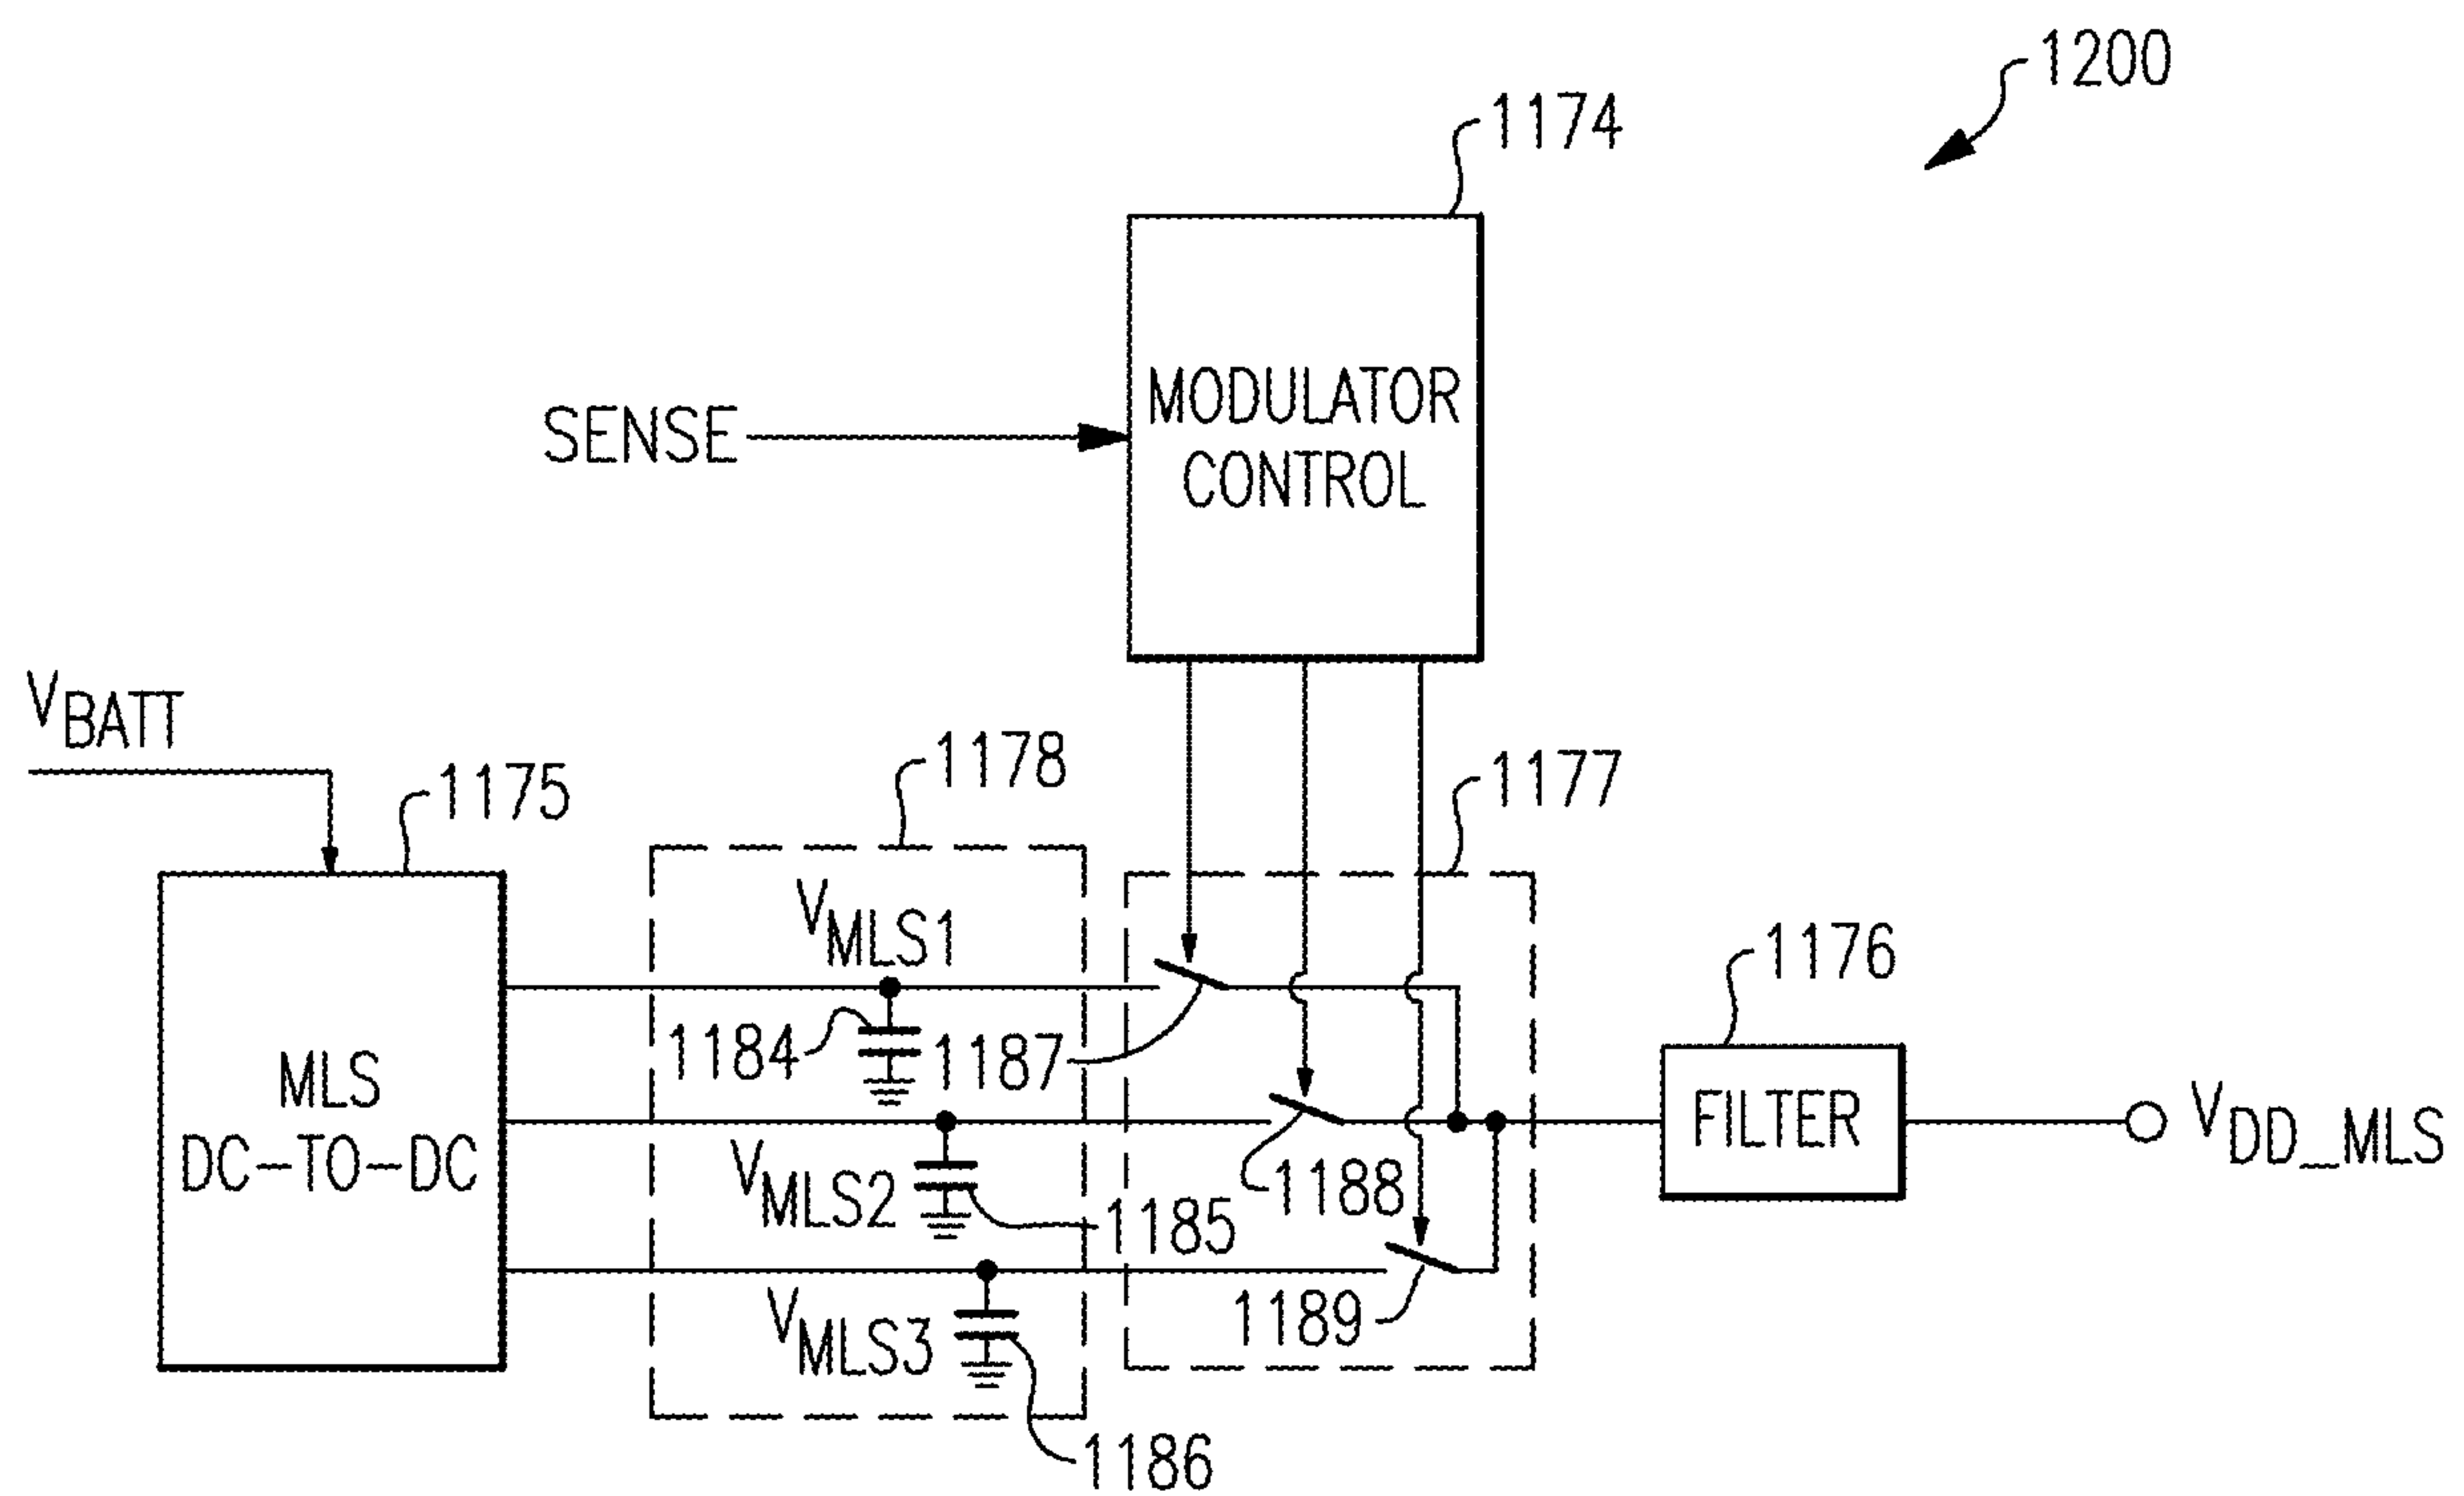 1200
1174
SENSE
MODULATOR
CONTROL
VBATT
1175
1178
1177
VMLS1
1176
1184
1187
MLS
DC-TO-DC
FILTER
VDD_MLS
VMLS2
1188
1185
VMLS3
1189
1186